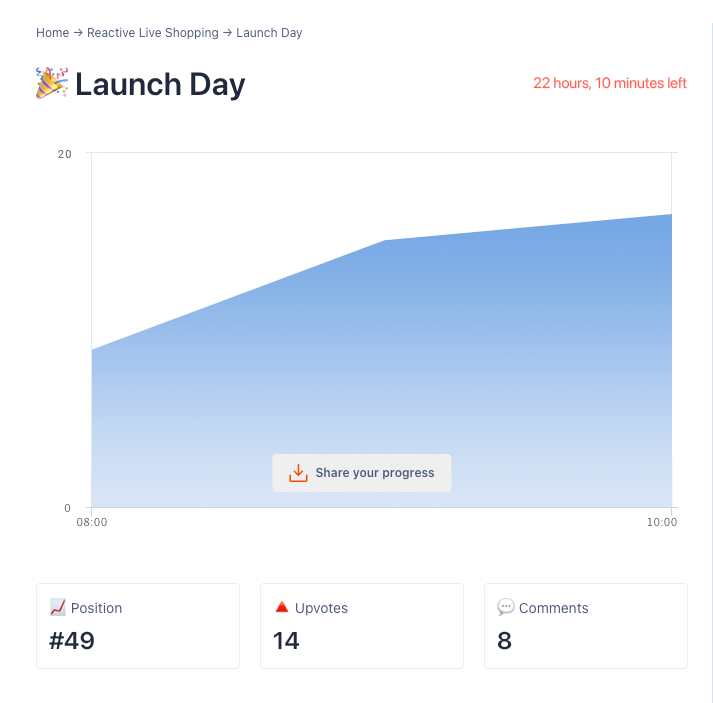 Home → Reactive Live Shopping → Launch Day
🎉 Launch Day
22 hours, 10 minutes left
20
0
08:00
10:00
Share your progress
Position
#49
Upvotes
14
Comments
8